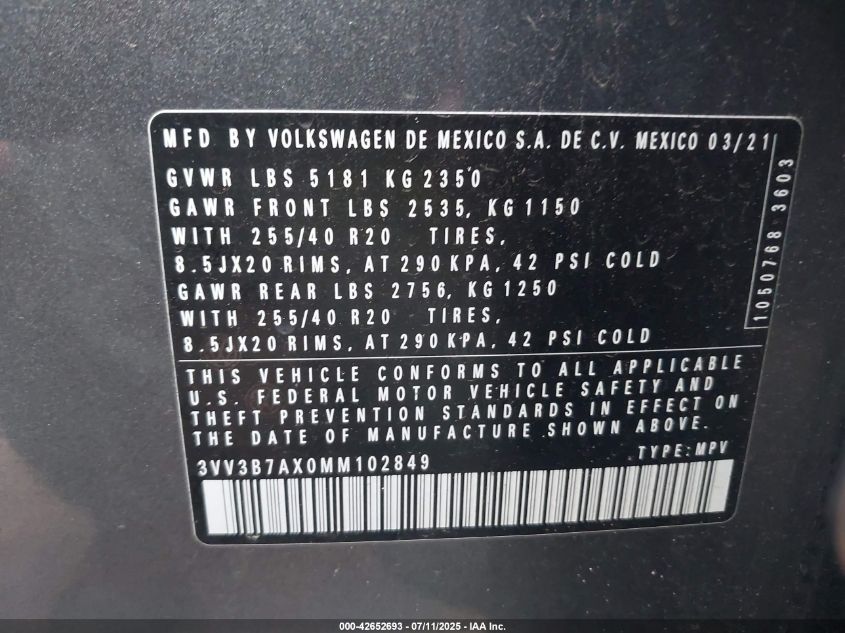 MFD BY VOLKSWAGEN DE MEXICO S.A. DE C.V. MEXICO 03/21
GVWR LBS 5181 KG 2350
GAWR FRONT LBS 2535, KG 1150
WITH 255/40 R20 TIRES,
8.5JX20 RIMS, AT 290 KPA, 42 PSI COLD
GAWR REAR LBS 2756, KG 1250
WITH 255/40 R20 TIRES,
8.5JX20 RIMS, AT 290 KPA, 42 PSI COLD
1050768 3603
THIS VEHICLE CONFORMS TO ALL APPLICABLE
U.S. FEDERAL MOTOR VEHICLE SAFETY AND
THEFT PREVENTION STANDARDS IN EFFECT ON
THE DATE OF MANUFACTURE SHOWN ABOVE.
3VV3B7AX0MM102849 TYPE: MPV
000-42652693 - 07/11/2025 - IAA Inc.